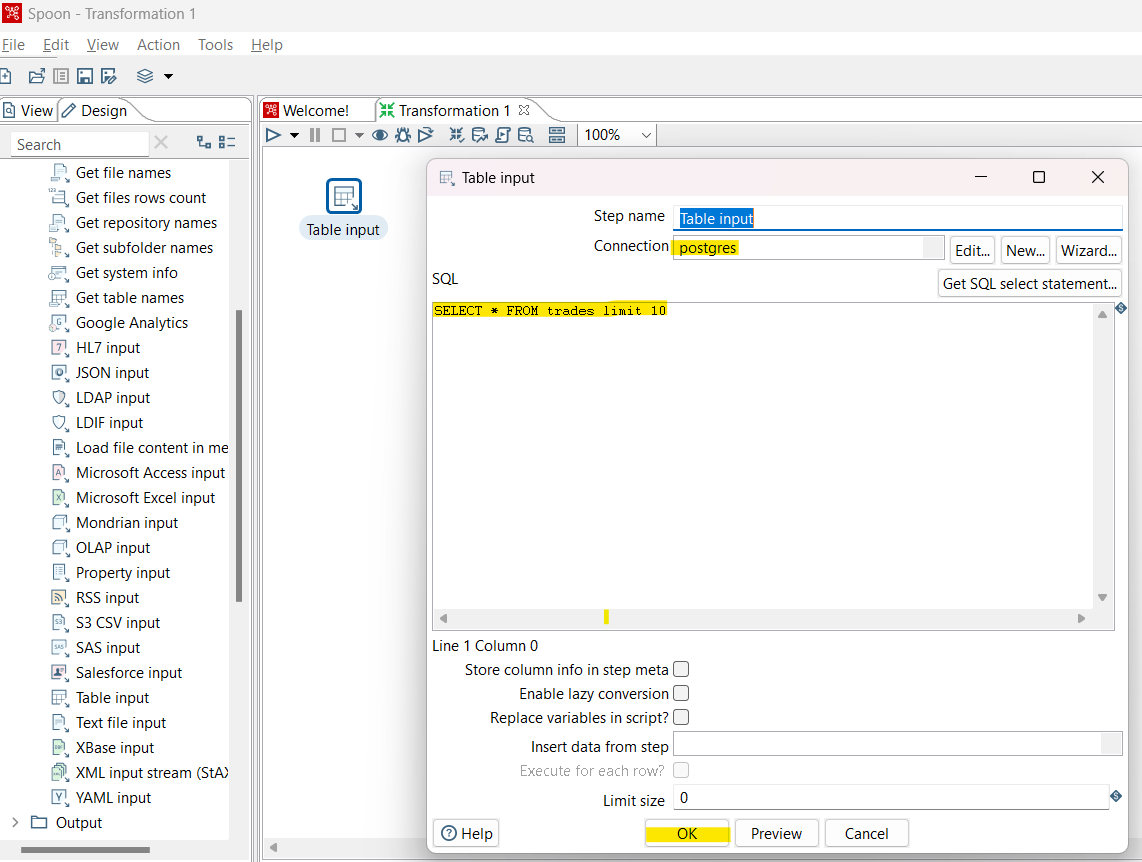 Spoon - Transformation 1
File Edit View Action Tools Help
View Design
Welcome! Transformation 1
Search
100%
Get file names
Get files rows count
Get repository names
Get subfolder names
Get system info
Get table names
Google Analytics
HL7 input
JSON input
LDAP input
LDIF input
Load file content in me
Microsoft Access input
Microsoft Excel input
Mondrian input
OLAP input
Property input
RSS input
S3 CSV input
SAS input
Salesforce input
Table input
Text file input
XBase input
XML input stream (StAX
YAML input
Output
Table input
Table input
Step name Table input
Connection postgres Edit... New... Wizard...
SQL Get SQL select statement...
SELECT * FROM trades limit 10
Line 1 Column 0
Store column info in step meta
Enable lazy conversion
Replace variables in script?
Insert data from step
Execute for each row?
Limit size 0
Help OK Preview Cancel